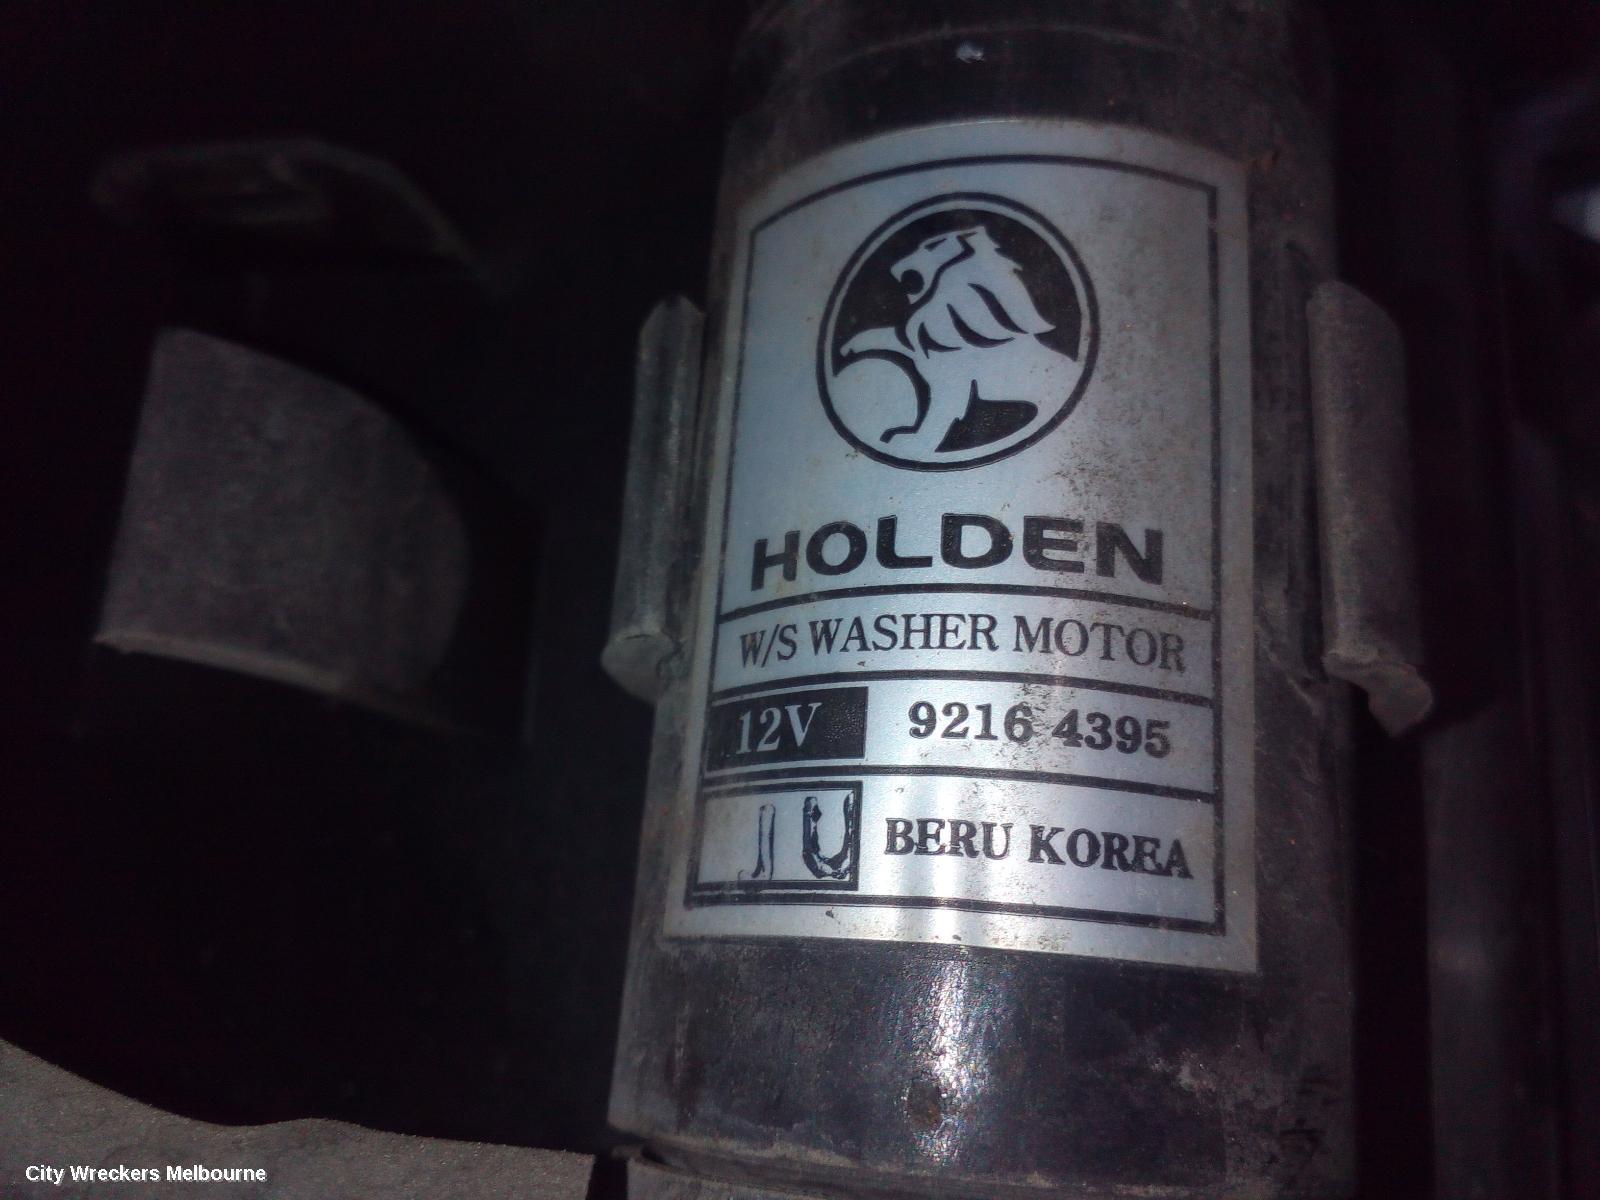 HOLDEN
W/S WASHER MOTOR
12V 9216 4395
BERU KOREA
City Wreckers Melbourne